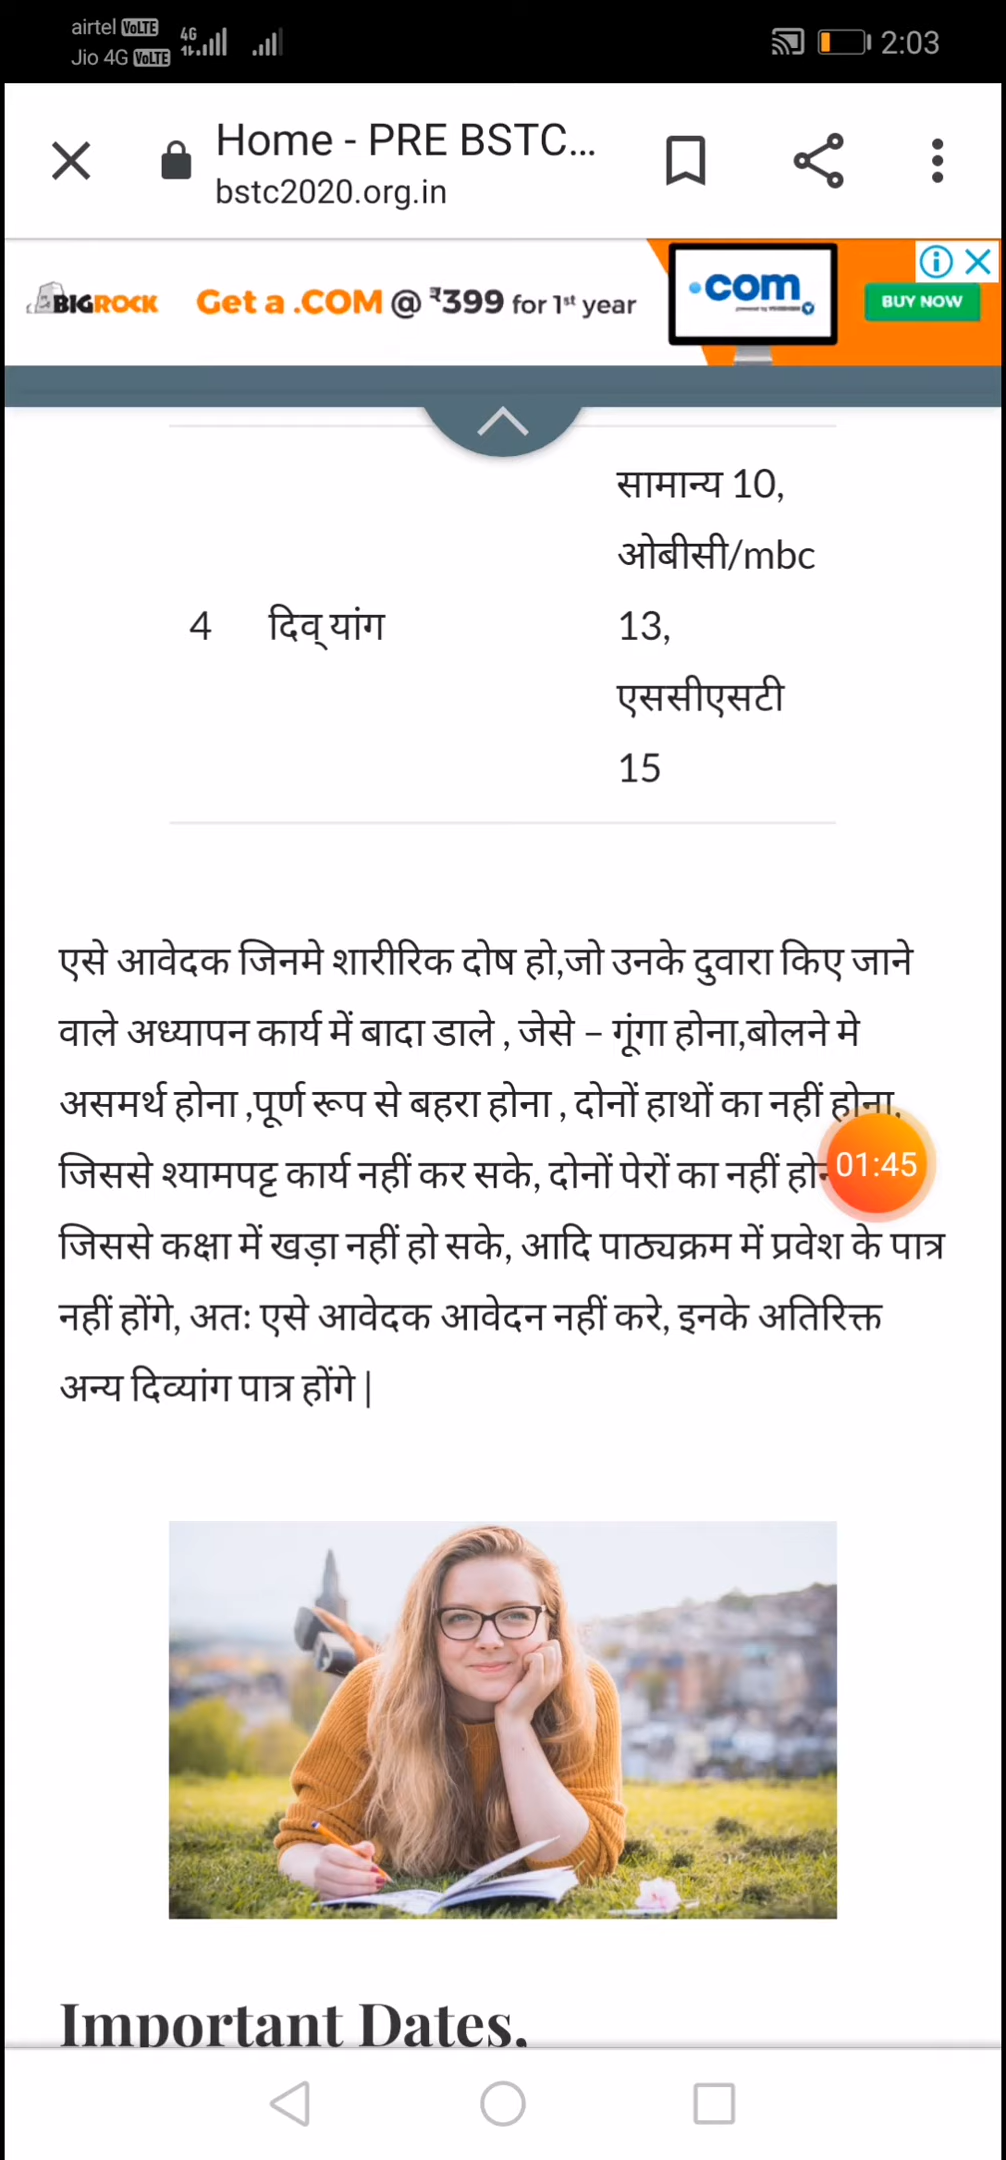 airtel VoLTE
Jio 4G VoLTE
4G
2:03
Home - PRE BSTC...
bstc2020.org.in
BIGROCK
Get a .COM @ ₹399 for 1st year
.com
BUY NOW
सामान्य 10,
ओबीसी/mbc
4 दिव् यांग 13,
एससीएसटी
15
एसे आवेदक जिनमे शारीरिक दोष हो,जो उनके दुवारा किए जाने
वाले अध्यापन कार्य में बादा डाले , जेसे – गूंगा होना,बोलने मे
असमर्थ होना ,पूर्ण रूप से बहरा होना , दोनों हाथों का नहीं होना,
जिससे श्यामपट्ट कार्य नहीं कर सके, दोनों पेरों का नहीं
01:45
जिससे कक्षा में खड़ा नहीं हो सके, आदि पाठ्यक्रम में प्रवेश के पात्र
नहीं होंगे, अतः एसे आवेदक आवेदन नहीं करे, इनके अतिरिक्त
अन्य दिव्यांग पात्र होंगे |
Important Dates,